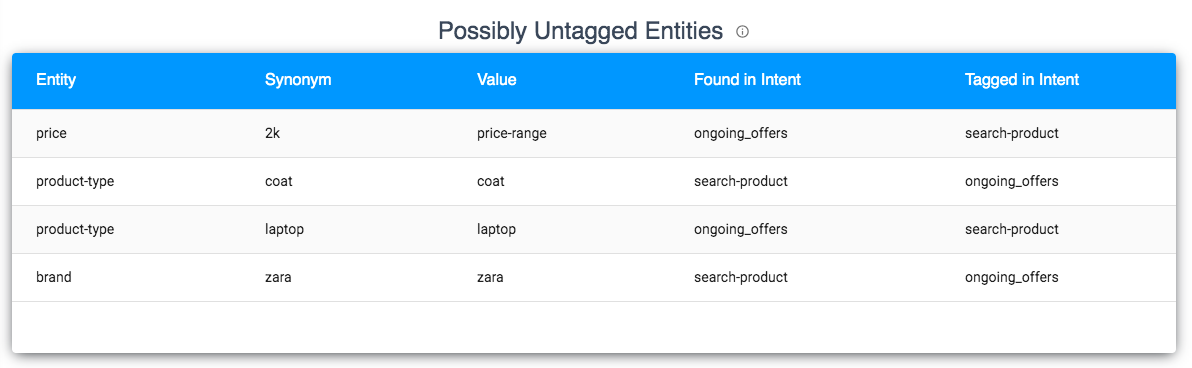 Possibly Untagged Entities
Entity Synonym Value Found in Intent Tagged in Intent
price 2k price-range ongoing_offers search-product
product-type coat coat search-product ongoing_offers
product-type laptop laptop ongoing_offers search-product
brand zara zara search-product ongoing_offers